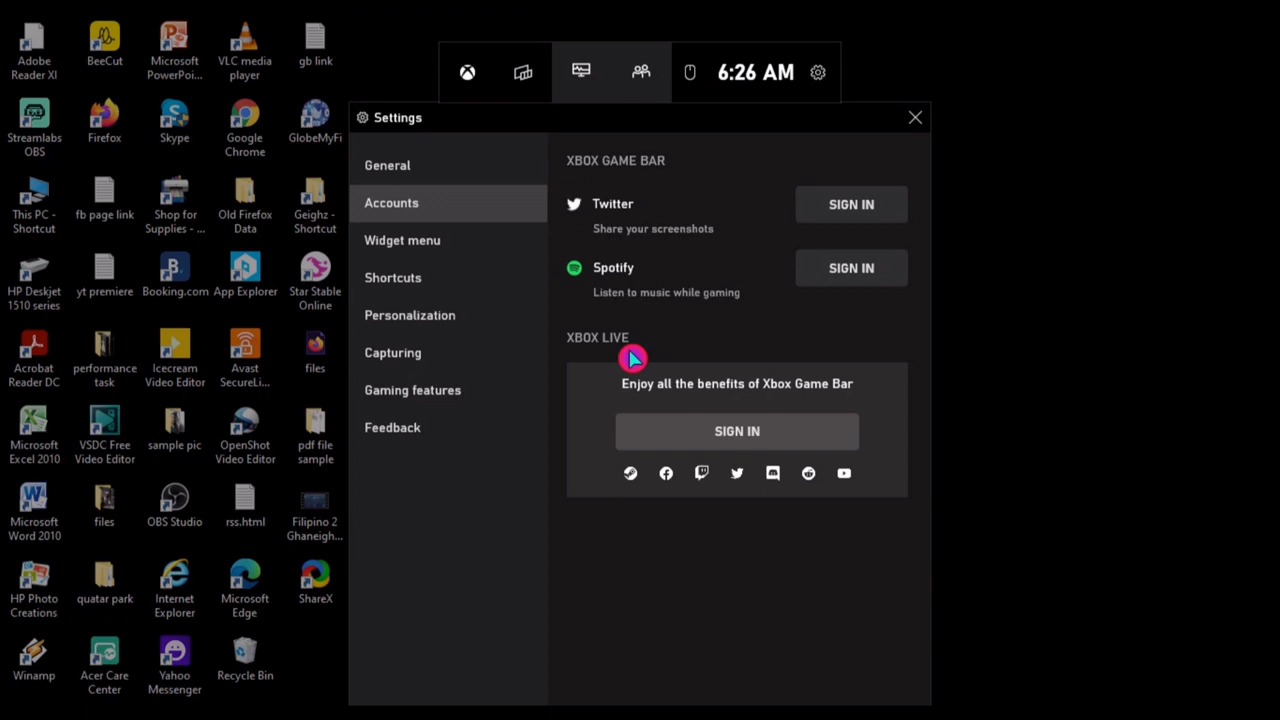 Adobe
Reader XI
BeeCut
Microsoft
PowerPoi...
VLC media
player
gb link
Streamlabs
OBS
Firefox
Skype
Google
Chrome
GlobeMyFi
This PC -
Shortcut
fb page link
Shop for
Supplies - ...
Old Firefox
Data
Geighz -
Shortcut
HP Deskjet
1510 series
yt premiere
Booking.com
App Explorer
Star Stable
Online
Acrobat
Reader DC
performance
task
Icecream
Video Editor
Avast
SecureLi...
files
Microsoft
Excel 2010
VSDC Free
Video Editor
sample pic
OpenShot
Video Editor
pdf file
sample
Microsoft
Word 2010
files
OBS Studio
rss.html
Filipino 2
Ghaneigh...
HP Photo
Creations
quatar park
Internet
Explorer
Microsoft
Edge
ShareX
Winamp
Acer Care
Center
Yahoo
Messenger
Recycle Bin
6:26 AM
Settings
General
Accounts
Widget menu
Shortcuts
Personalization
Capturing
Gaming features
Feedback
XBOX GAME BAR
Twitter
SIGN IN
Share your screenshots
Spotify
SIGN IN
Listen to music while gaming
XBOX LIVE
Enjoy all the benefits of Xbox Game Bar
SIGN IN